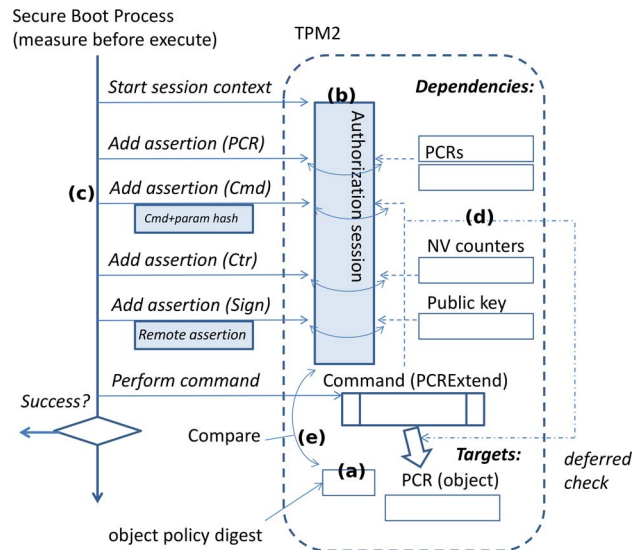 Secure Boot Process
(measure before execute)
TPM2
Start session context
(b)
Dependencies:
Authorization session
Add assertion (PCR)
PCRs
(c)
Add assertion (Cmd)
Cmd+param hash
(d)
NV counters
Add assertion (Ctr)
Public key
Add assertion (Sign)
Remote assertion
Perform command
Command (PCRExtend)
Success?
Compare
(e)
Targets:
deferred
check
(a)
PCR (object)
object policy digest